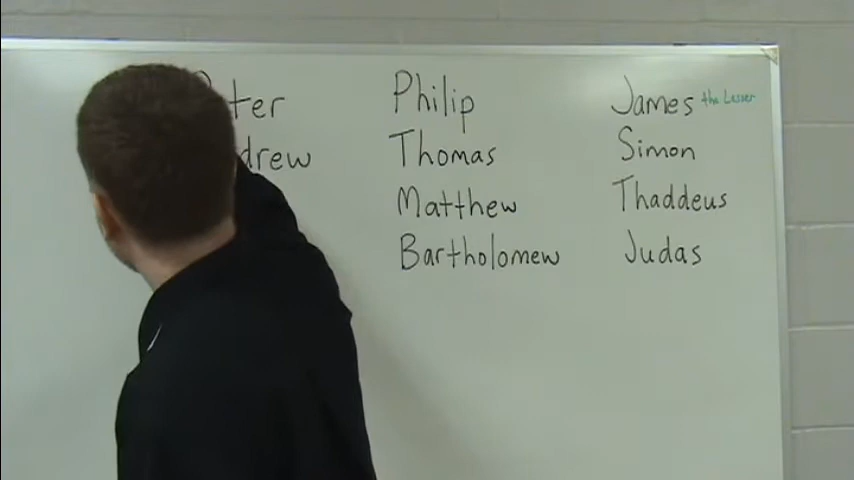 Philip
Thomas
Matthew
Bartholomew
James the Lesser
Simon
Thaddeus
Judas